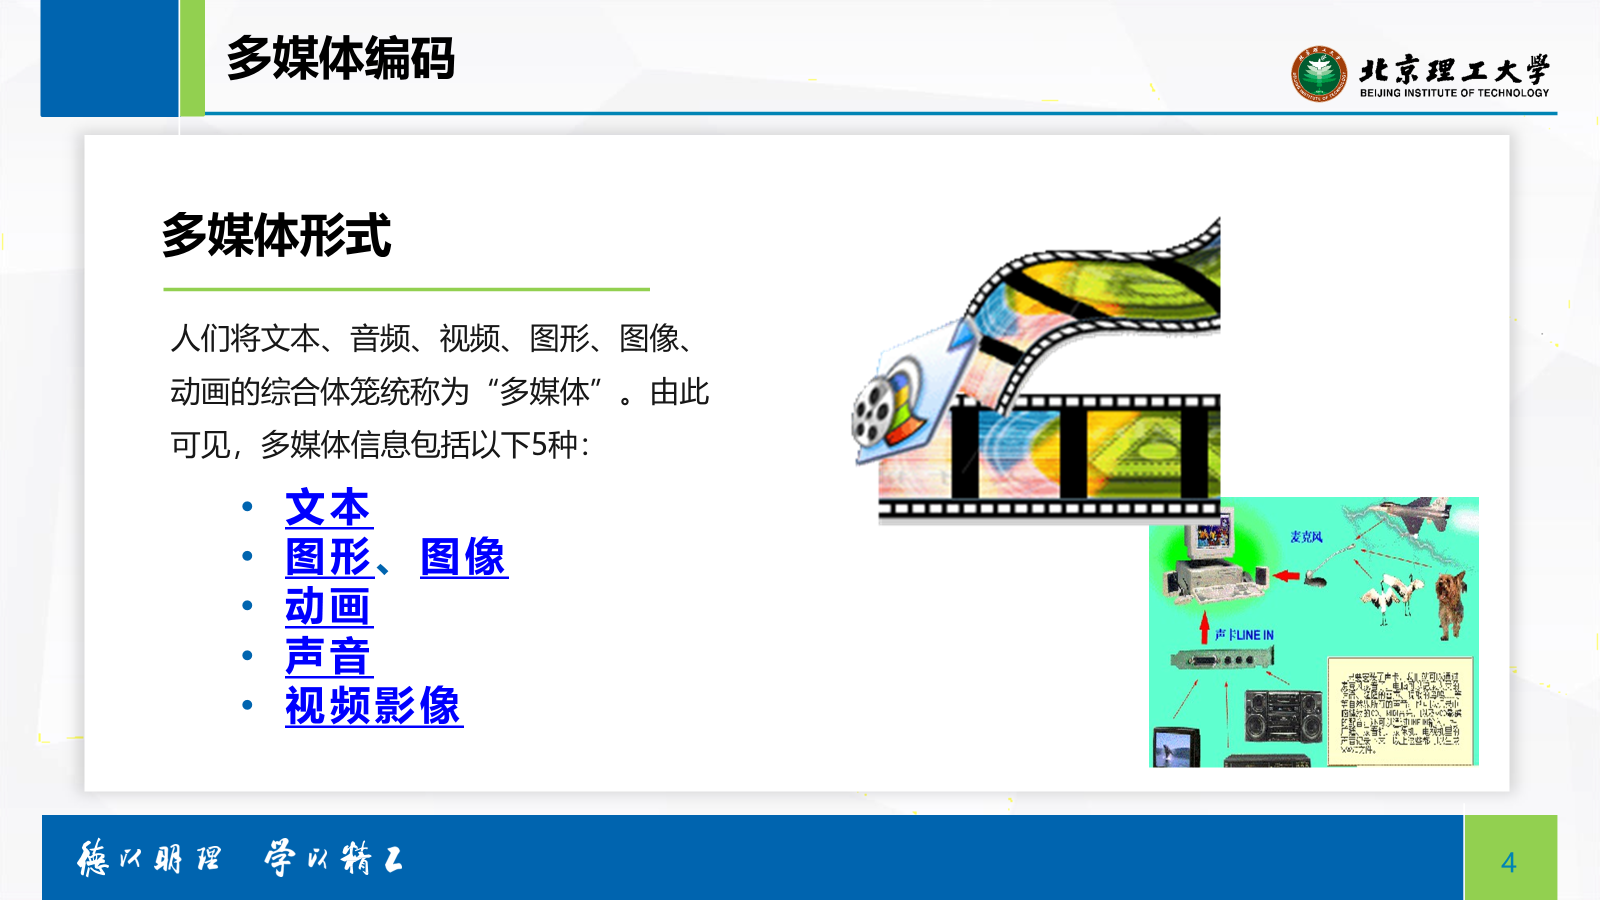 多媒体编码
北京理工大学
BEIJING INSTITUTE OF TECHNOLOGY
多媒体形式
人们将文本、音频、视频、图形、图像、
动画的综合体笼统称为“多媒体”。由此
可见，多媒体信息包括以下5种：
• 文本
• 图形、图像
• 动画
• 声音
• 视频影像
麦克风
声卡LINE IN
德以明理 学以精工
4